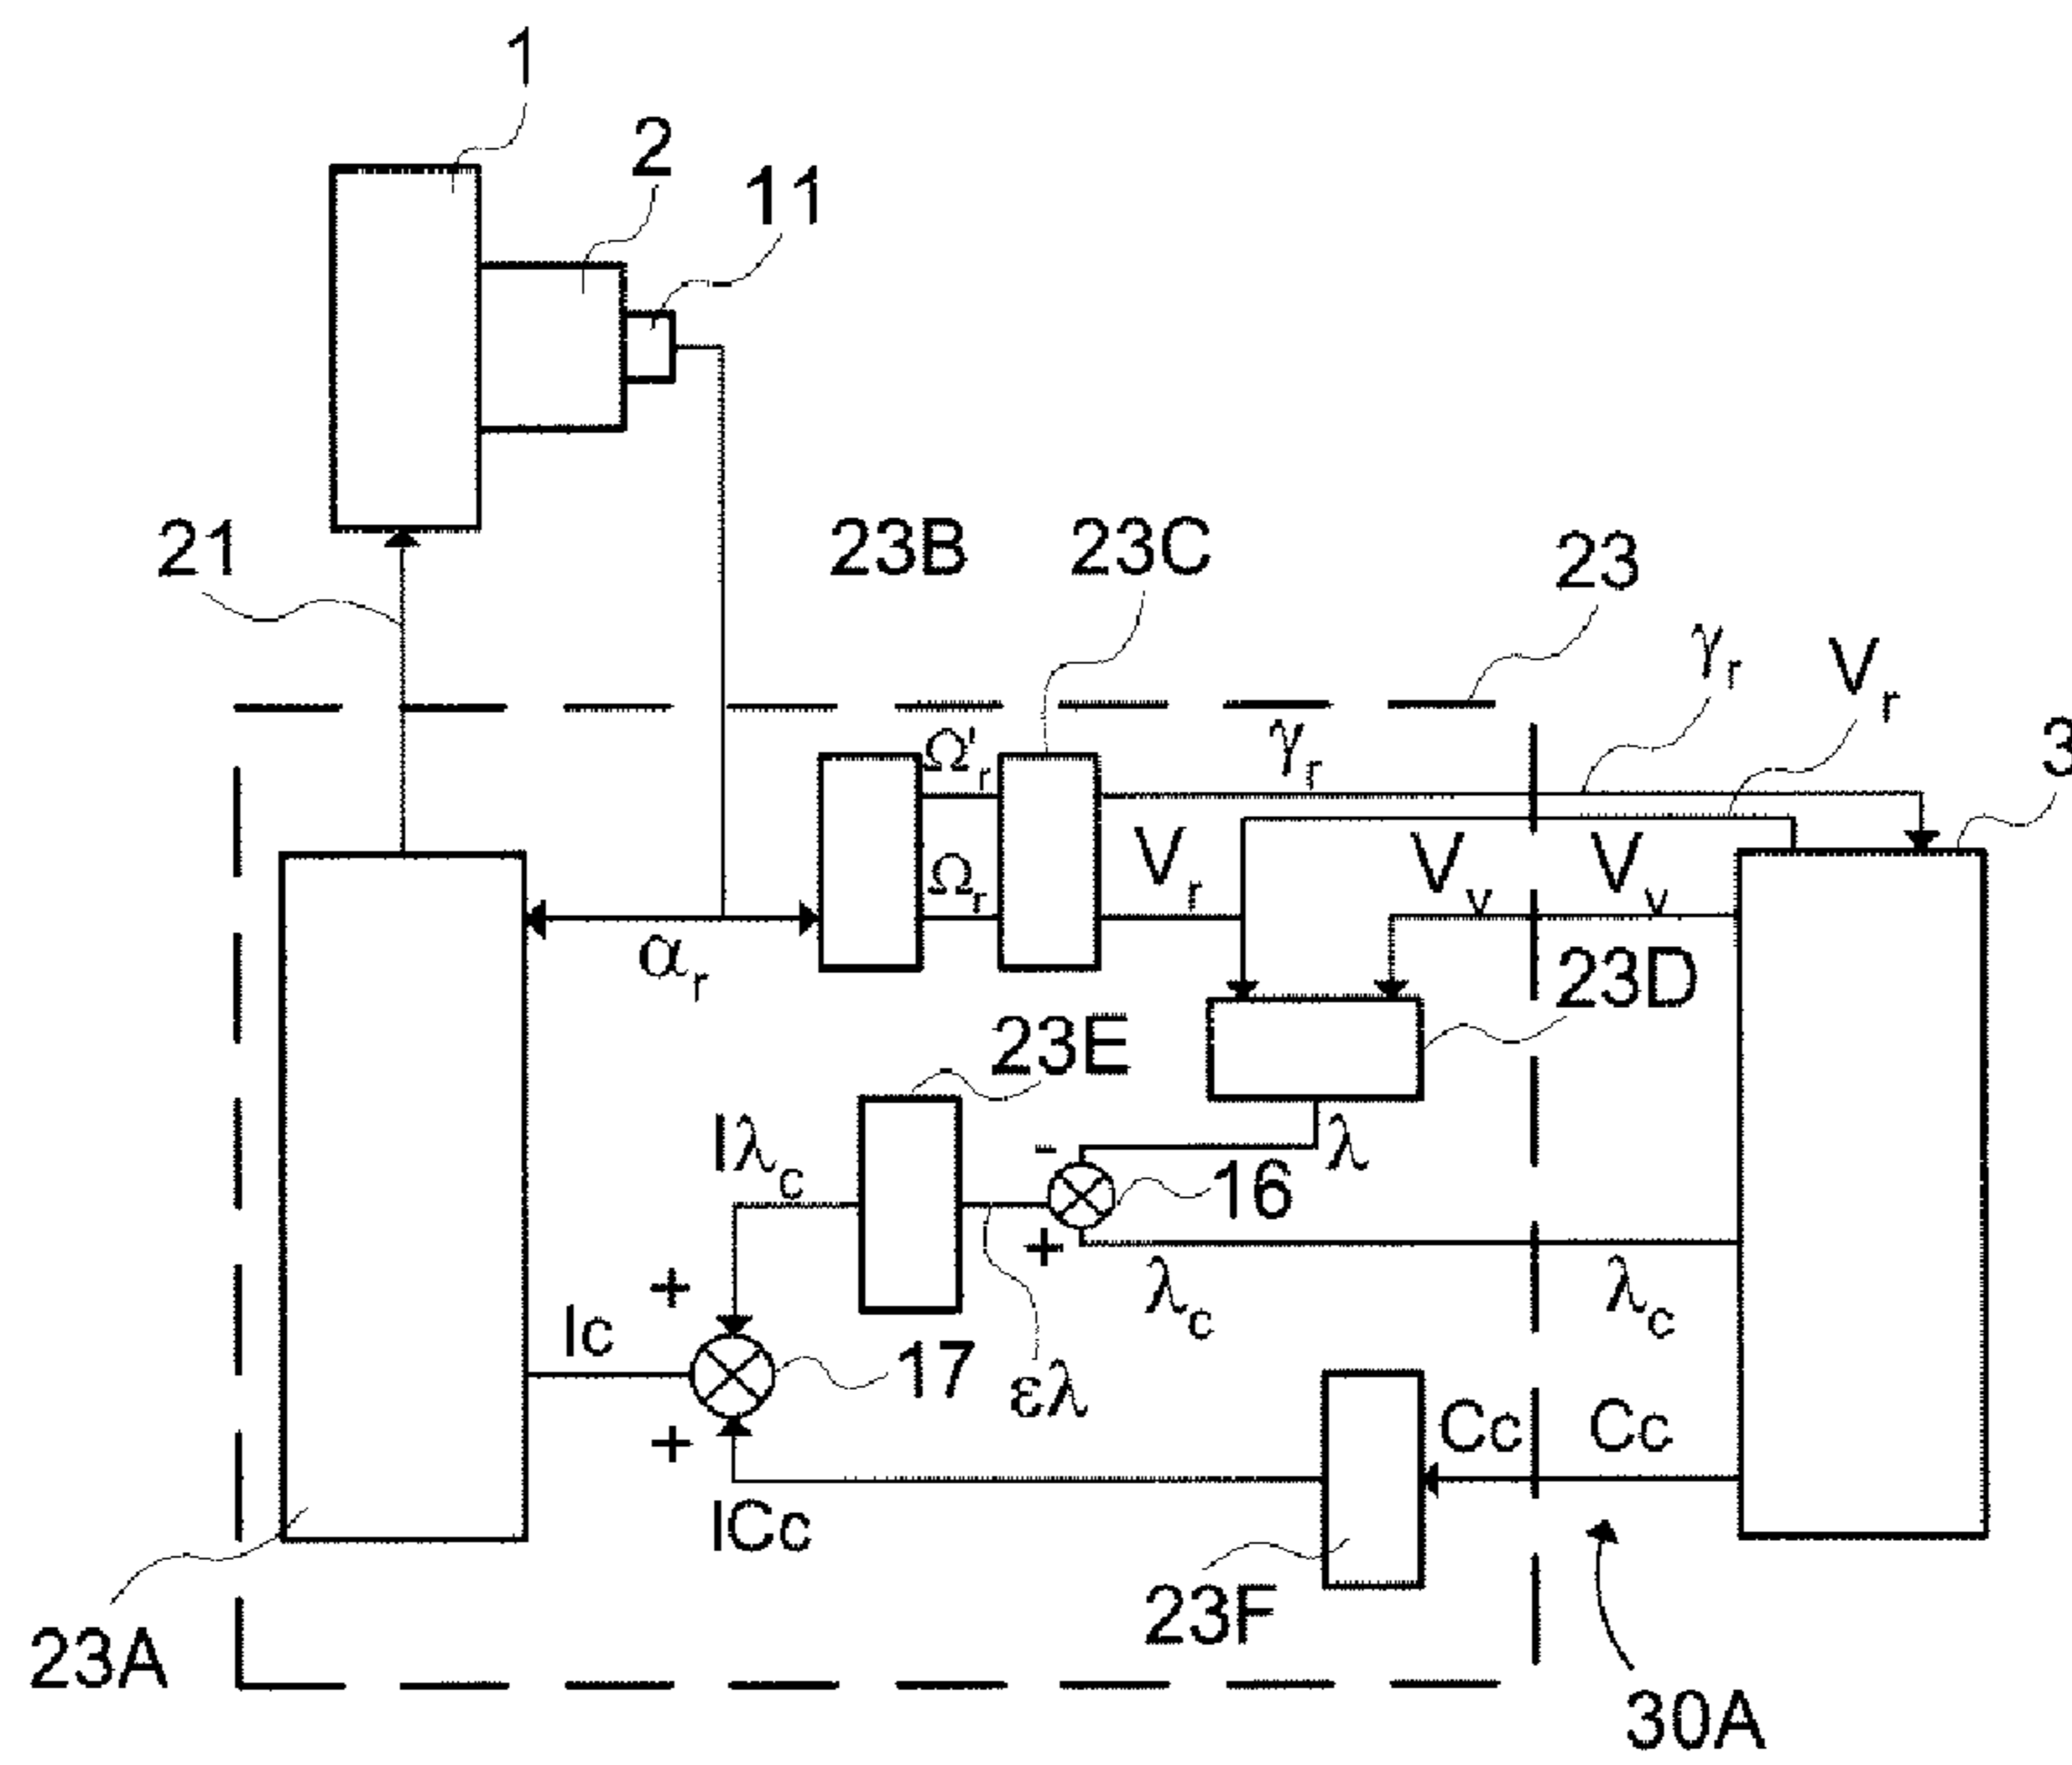 1
2
11
21
23B
23C
23
γr
Vr
3
Ω'r
γr
Ωr
Vr
Vv
Vv
αr
23D
23E
Iλc
-
λ
16
+
λc
λc
+
Ic
17
ελ
+
Cc
Cc
ICc
23F
23A
30A